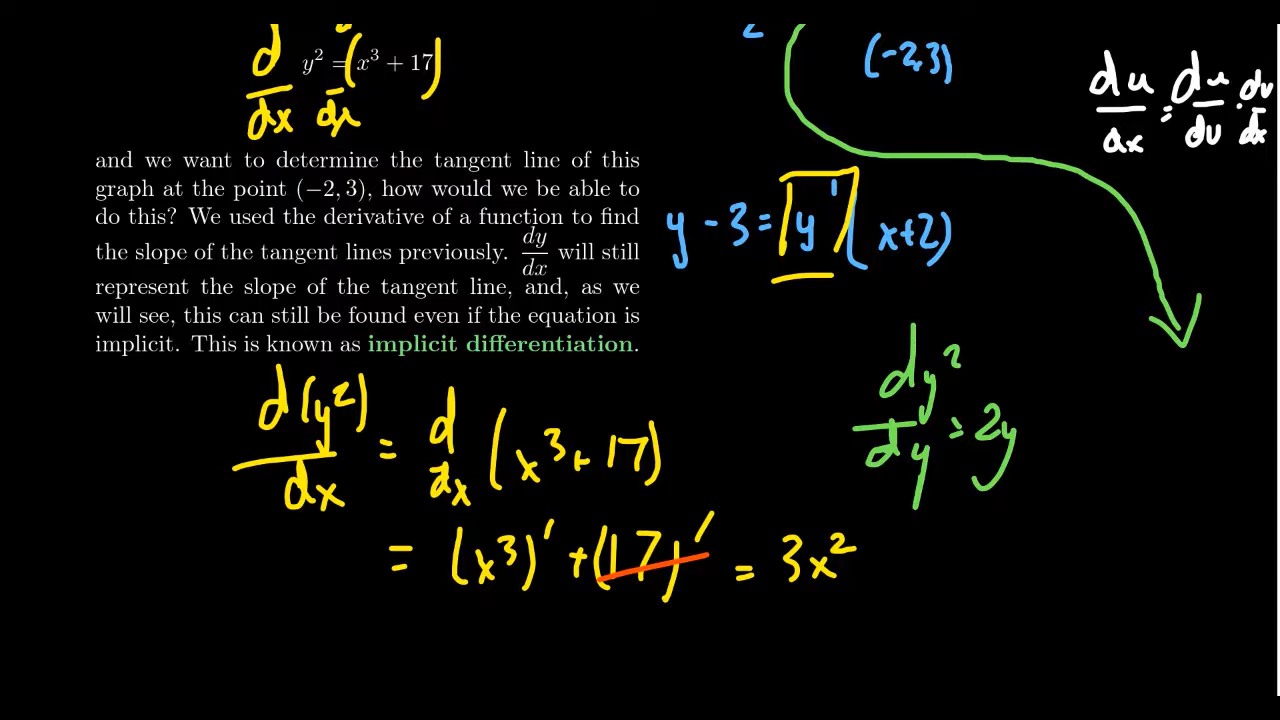 d/dx y² = d/dx (x³ + 17)
and we want to determine the tangent line of this
graph at the point (−2, 3), how would we be able to
do this? We used the derivative of a function to find
the slope of the tangent lines previously. dy/dx will still
represent the slope of the tangent line, and, as we
will see, this can still be found even if the equation is
implicit. This is known as implicit differentiation.
d(y²)/dx = d/dx (x³+17)
= (x³)' + (17)' = 3x²
2
(-2,3)
du/dx = du/dv · dv/dx
y - 3 = y' (x+2)
dy²/dy = 2y